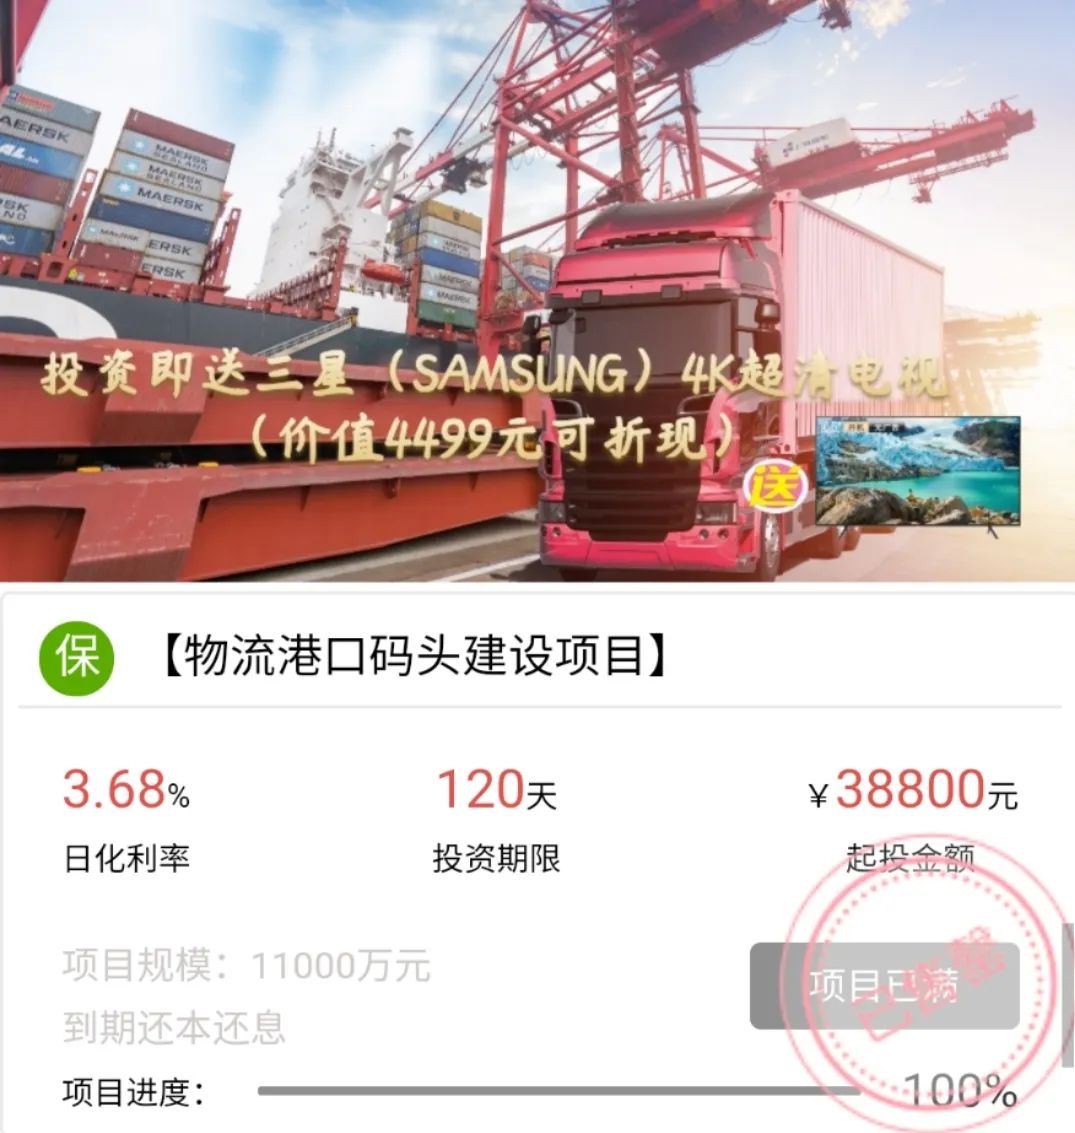 MAERSK
MAERSK
SEALAND
MAERSK
SEALAND
MAERSK
MAERSK
MAERSK
投资即送三星（SAMSUNG）4K超清电视
（价值4499元可折现）
送
保
【物流港口码头建设项目】
3.68% 120天 ￥38800元
日化利率 投资期限 起投金额
项目规模：11000万元
项目已满
已售罄
到期还本还息
项目进度： 100%